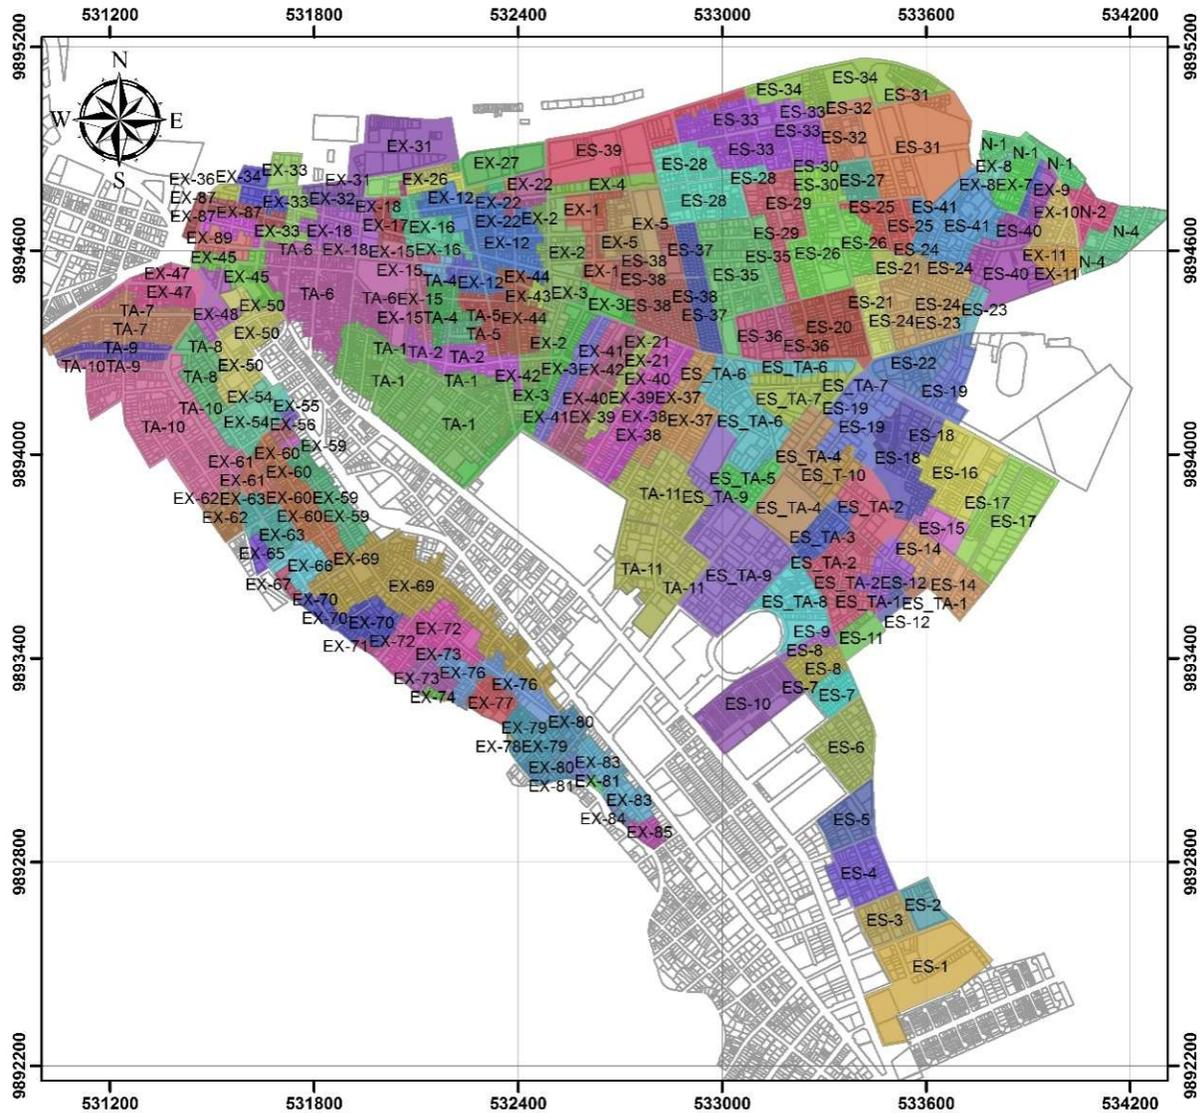 531200 531800 532400 533000 533600 534200
9895200 9895200
N
W E
S
ES-34 ES-34
ES-31
ES-33 ES-33 ES-32
ES-33 ES-32
ES-33 ES-31
EX-31 EX-27 ES-39 ES-28 N-1
N-1
EX-33 ES-30 EX-8 N-1
EX-36 EX-34 EX-31 EX-26 EX-22 EX-4 ES-28 ES-30 ES-27 EX-8 EX-7 EX-9
EX-87 EX-33 EX-32 EX-18 EX-12 EX-22 ES-28 ES-29 ES-25 ES-41
EX-87 EX-87 EX-17 EX-16 EX-22 EX-2 EX-1 EX-5 ES-25 ES-41 ES-40 EX-10 N-2
EX-89 EX-33 EX-18 EX-12 EX-5 ES-29 ES-26 N-4
9894600 TA-6 EX-18 EX-15 EX-16 EX-2 ES-37 ES-35 ES-26 ES-24 EX-11 9894600
EX-45 EX-15 ES-38 ES-21 ES-24 N-4
EX-47 EX-45 TA-4 EX-12 EX-44 EX-1 ES-38 ES-35 ES-40 EX-11
EX-47 TA-6 TA-6 EX-15 EX-43 EX-3 ES-38
TA-7 EX-48 EX-50 EX-15 TA-4 TA-5 EX-44 EX-3 ES-38 ES-37 ES-21 ES-24 ES-23
TA-7 EX-50 TA-5 ES-36 ES-20 ES-24 ES-23
TA-9 TA-8 TA-1 TA-2 TA-2 EX-2 EX-41 EX-21 ES-36
TA-10 TA-9 EX-50 EX-3 EX-42 EX-21 ES_TA-6 ES_TA-6 ES-22
TA-8 TA-1 TA-1 EX-42 EX-40 ES_TA-6 ES_TA-7 ES-19
TA-10 EX-54 EX-55 EX-3 EX-40 EX-39 EX-37 ES_TA-7 ES-19
TA-10 EX-54 EX-56 TA-1 EX-41 EX-39 EX-38 EX-37 ES_TA-6 ES-19 ES-18
9894000 EX-59 EX-38 ES_TA-4 ES-18 9894000
EX-61 EX-60 ES_T-10 ES-16
EX-61 EX-60 ES_TA-5
EX-62 EX-63 EX-60 EX-59 TA-11 ES_TA-9 ES_TA-4 ES_TA-2 ES-17
EX-62 EX-60 EX-59 ES-15 ES-17
EX-63 ES_TA-3
EX-65 EX-69 ES-14
EX-66 TA-11 ES_TA-2
EX-67 EX-69 TA-11 ES_TA-9 ES_TA-2 ES-12 ES-14
EX-70 ES_TA-8 ES_TA-1 ES_TA-1
EX-70 EX-70 EX-72 ES-12
EX-71 EX-72 ES-9 ES-11
9893400 EX-73 ES-8 9893400
EX-73 EX-76 ES-8
EX-74 EX-77 EX-76 ES-7 ES-7
ES-10
EX-79 EX-80
EX-78 EX-79 ES-6
EX-80 EX-83
EX-81 EX-81
EX-83
EX-84 ES-5
EX-85
9892800 ES-4 9892800
ES-2
ES-3
ES-1
9892200 9892200
531200 531800 532400 533000 533600 534200